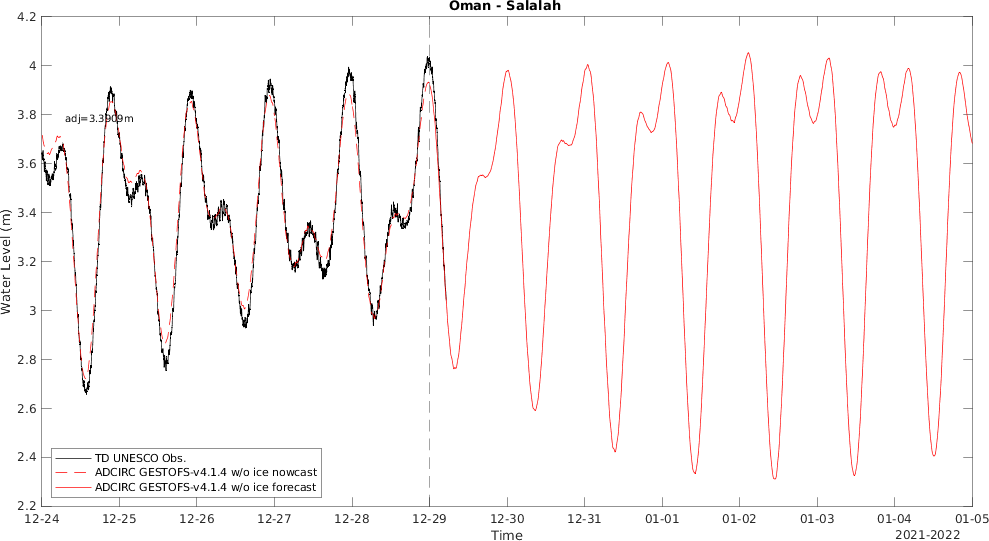 Oman - Salalah
4.2
4
3.8
3.6
3.4
3.2
3
2.8
2.6
2.4
2.2
Water Level (m)
adj=3.3909m
TD UNESCO Obs.
ADCIRC GESTOFS-v4.1.4 w/o ice nowcast
ADCIRC GESTOFS-v4.1.4 w/o ice forecast
12-24 12-25 12-26 12-27 12-28 12-29 12-30 12-31 01-01 01-02 01-03 01-04 01-05
Time
2021-2022